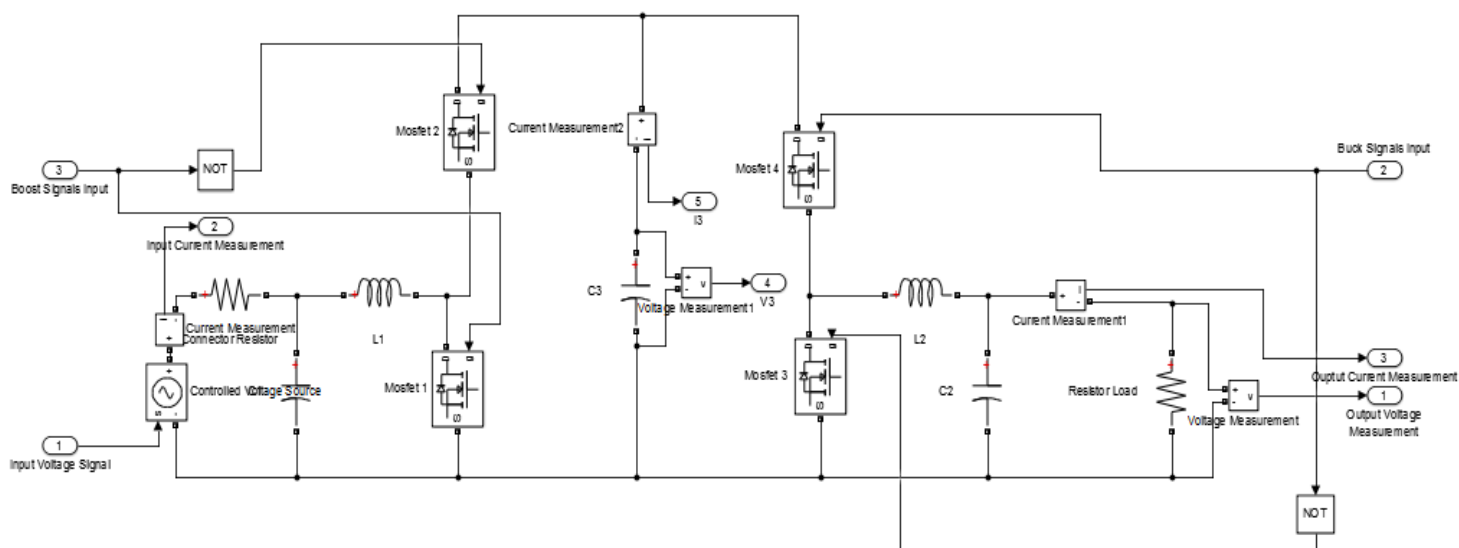 Mosfet 2
Current Measurement2
Mosfet 4
Buck Signals Input
2
3
Boost Signals Input
NOT
5
I3
2
Input Current Measurement
C3
v
Voltage Measurement1
4
V3
Current Measurement
Connector Resistor
L1
L2
Current Measurement1
Mosfet 1
Mosfet 3
3
Ouptut Current Measurement
Controlled Voltage Source
C2
Resistor Load
v
Voltage Measurement
1
Output Voltage
Measurement
1
Input Voltage Signal
NOT